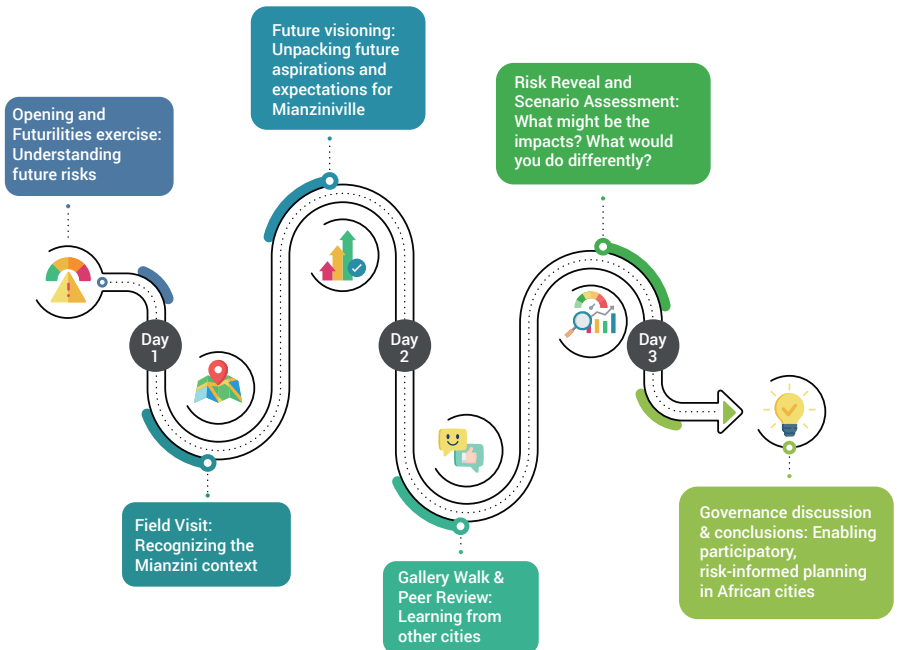 Opening and
Futurilities exercise:
Understanding
future risks
Day
1
Field Visit:
Recognizing the
Mianzini context
Future visioning:
Unpacking future
aspirations and
expectations for
Mianziniville
Day
2
Gallery Walk &
Peer Review:
Learning from
other cities
Risk Reveal and
Scenario Assessment:
What might be the
impacts? What would
you do differently?
Day
3
Governance discussion
& conclusions: Enabling
participatory,
risk-informed planning
in African cities